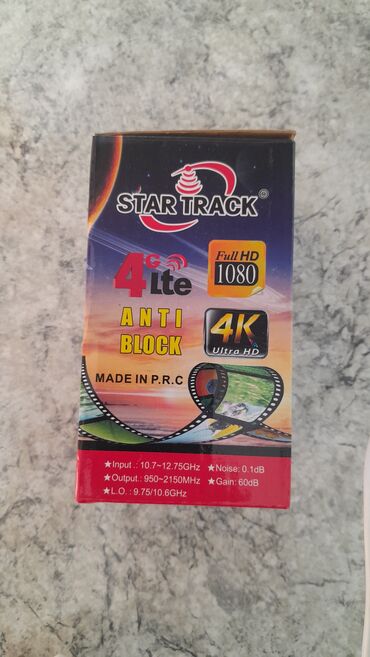 STAR TRACK®
4G Lte
Full HD
1080
ANTI
BLOCK
4K
Ultra HD
MADE IN P.R.C
★Input .: 10.7~12.75GHz ★Noise: 0.1dB
★Output.: 950~2150MHz ★Gain: 60dB
★L.O.: 9.75/10.6GHz